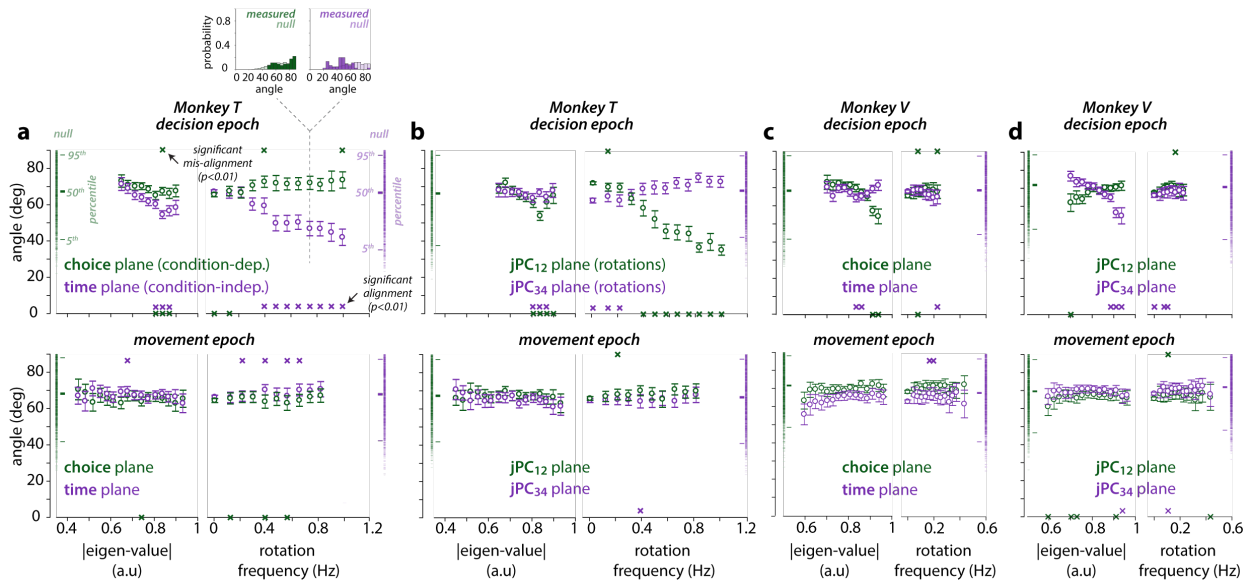 measured
null
measured
null
probability
0.8
0.4
0
0 20 40 60 80
0 20 40 60 80
angle
angle
a
Monkey T
decision epoch
b
Monkey T
decision epoch
c
Monkey V
decision epoch
d
Monkey V
decision epoch
null
95th
50th
5th
percentile
significant
mis-alignment
(p<0.01)
null
95th
50th
5th
percentile
angle (deg)
80
60
40
20
0
choice plane (condition-dep.)
time plane (condition-indep.)
significant
alignment
(p<0.01)
jPC12 plane (rotations)
jPC34 plane (rotations)
choice plane
time plane
jPC12 plane
jPC34 plane
movement epoch
movement epoch
movement epoch
movement epoch
angle (deg)
80
60
40
20
0
choice plane
time plane
jPC12 plane
jPC34 plane
choice plane
time plane
jPC12 plane
jPC34 plane
0.4 0.6 0.8 1
0 0.4 0.8 1.2
0.4 0.6 0.8 1
0 0.4 0.8 1.2
0.4 0.6 0.8 1
0.2 0.6
0.4 0.6 0.8 1
0.2 0.6
|eigen-value|
(a.u)
rotation
frequency (Hz)
|eigen-value|
(a.u)
rotation
frequency (Hz)
|eigen-value|
(a.u)
rotation
frequency (Hz)
|eigen-value|
(a.u)
rotation
frequency (Hz)